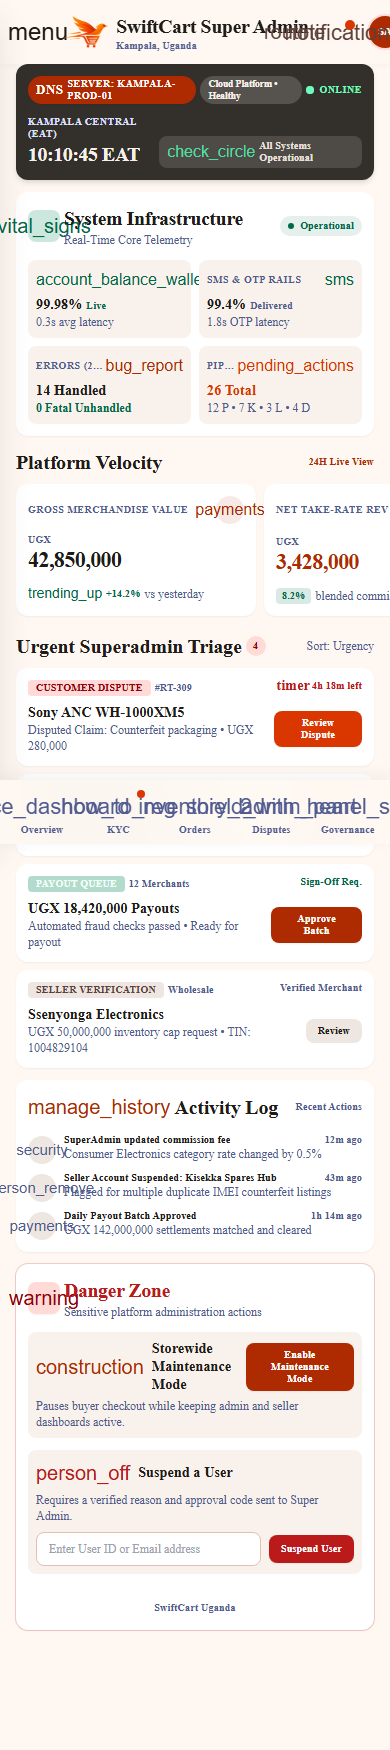 menu SwiftCart Super Admin
notifications
Kampala, Uganda
DNS SERVER: KAMPALA-PROD-01
Cloud Platform • Healthy
ONLINE
KAMPALA CENTRAL (EAT)
10:10:45 EAT
check_circle All Systems Operational
vital_signs System Infrastructure
Real-Time Core Telemetry
Operational
account_balance_walle
99.98% Live
0.3s avg latency
SMS & OTP RAILS sms
99.4% Delivered
1.8s OTP latency
ERRORS (2... bug_report
14 Handled
0 Fatal Unhandled
PIP... pending_actions
26 Total
12 P • 7 K • 3 L • 4 D
Platform Velocity 24H Live View
GROSS MERCHANDISE VALUE payments
UGX
42,850,000
trending_up +14.2% vs yesterday
NET TAKE-RATE REV
UGX
3,428,000
8.2% blended commi
Urgent Superadmin Triage 4 Sort: Urgency
CUSTOMER DISPUTE #RT-309 timer 4h 18m left
Sony ANC WH-1000XM5
Disputed Claim: Counterfeit packaging • UGX 280,000
Review Dispute
Overview KYC Orders Disputes Governance
PAYOUT QUEUE 12 Merchants Sign-Off Req.
UGX 18,420,000 Payouts
Automated fraud checks passed • Ready for payout
Approve Batch
SELLER VERIFICATION Wholesale Verified Merchant
Ssenyonga Electronics
UGX 50,000,000 inventory cap request • TIN: 1004829104
Review
manage_history Activity Log Recent Actions
security SuperAdmin updated commission fee 12m ago
Consumer Electronics category rate changed by 0.5%
person_remove Seller Account Suspended: Kisekka Spares Hub 43m ago
Flagged for multiple duplicate IMEI counterfeit listings
payments Daily Payout Batch Approved 1h 14m ago
UGX 142,000,000 settlements matched and cleared
warning Danger Zone
Sensitive platform administration actions
construction Storewide Maintenance Mode
Enable Maintenance Mode
Pauses buyer checkout while keeping admin and seller dashboards active.
person_off Suspend a User
Requires a verified reason and approval code sent to Super Admin.
Enter User ID or Email address
Suspend User
SwiftCart Uganda